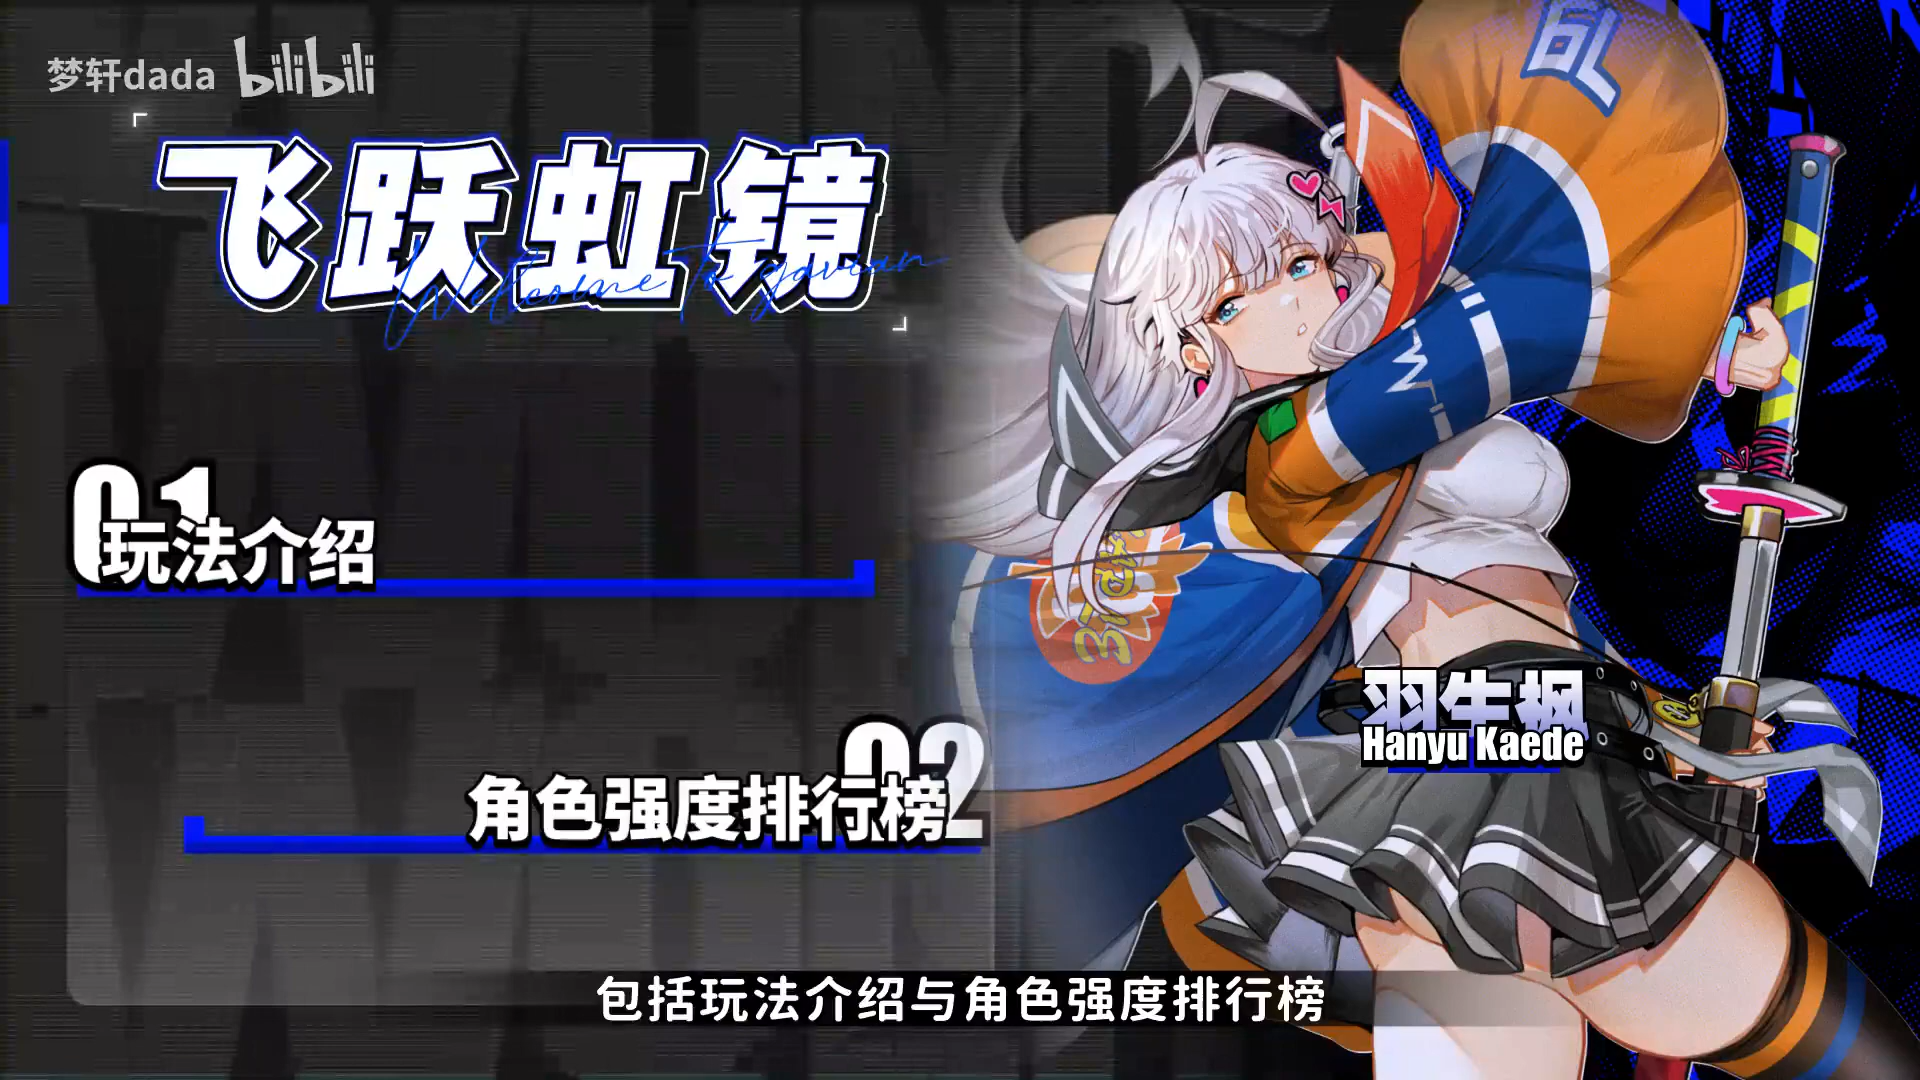 梦轩dada bilibili
飞跃虹镜
Welcome to gavian
01
玩法介绍
02
角色强度排行榜
羽生枫
Hanyu Kaede
包括玩法介绍与角色强度排行榜